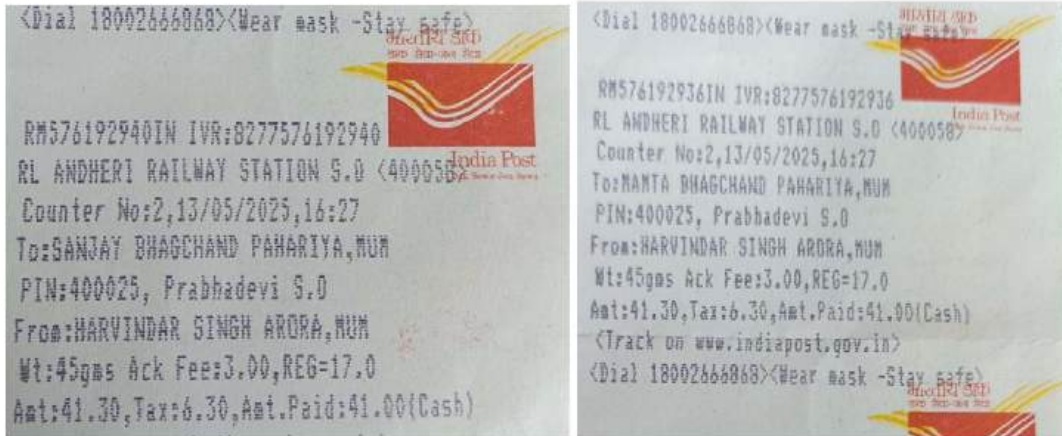 <Dial 18002666868><Wear mask -Stay safe>
भारतीय डाक
RM576192940IN IVR:8277576192940
India Post
RL ANDHERI RAILWAY STATION S.O <400058>
Counter No:2,13/05/2025,16:27
To:SANJAY BHAGCHAND PAHARIYA,MUM
PIN:400025, Prabhadevi S.O
From:HARVINDAR SINGH ARORA,MUM
Wt:45gms Ack Fee:3.00,REG=17.0
Amt:41.30,Tax:6.30,Amt.Paid:41.00(Cash)
<Dial 18002666868><Wear mask -Stay safe>
भारतीय डाक
RM576192936IN IVR:8277576192936
India Post
RL ANDHERI RAILWAY STATION S.O <400058>
Counter No:2,13/05/2025,16:27
To:MAMTA BHAGCHAND PAHARIYA,MUM
PIN:400025, Prabhadevi S.O
From:HARVINDAR SINGH ARORA,MUM
Wt:45gms Ack Fee:3.00,REG=17.0
Amt:41.30,Tax:6.30,Amt.Paid:41.00(Cash)
<Track on www.indiapost.gov.in>
<Dial 18002666868><Wear mask -Stay safe>
भारतीय डाक